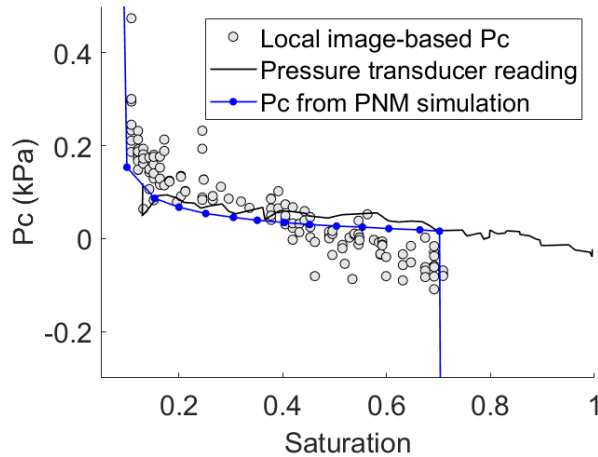 Local image-based Pc
Pressure transducer reading
Pc from PNM simulation
Pc (kPa)
0.4
0.2
0
-0.2
0.2
0.4
0.6
0.8
1
Saturation